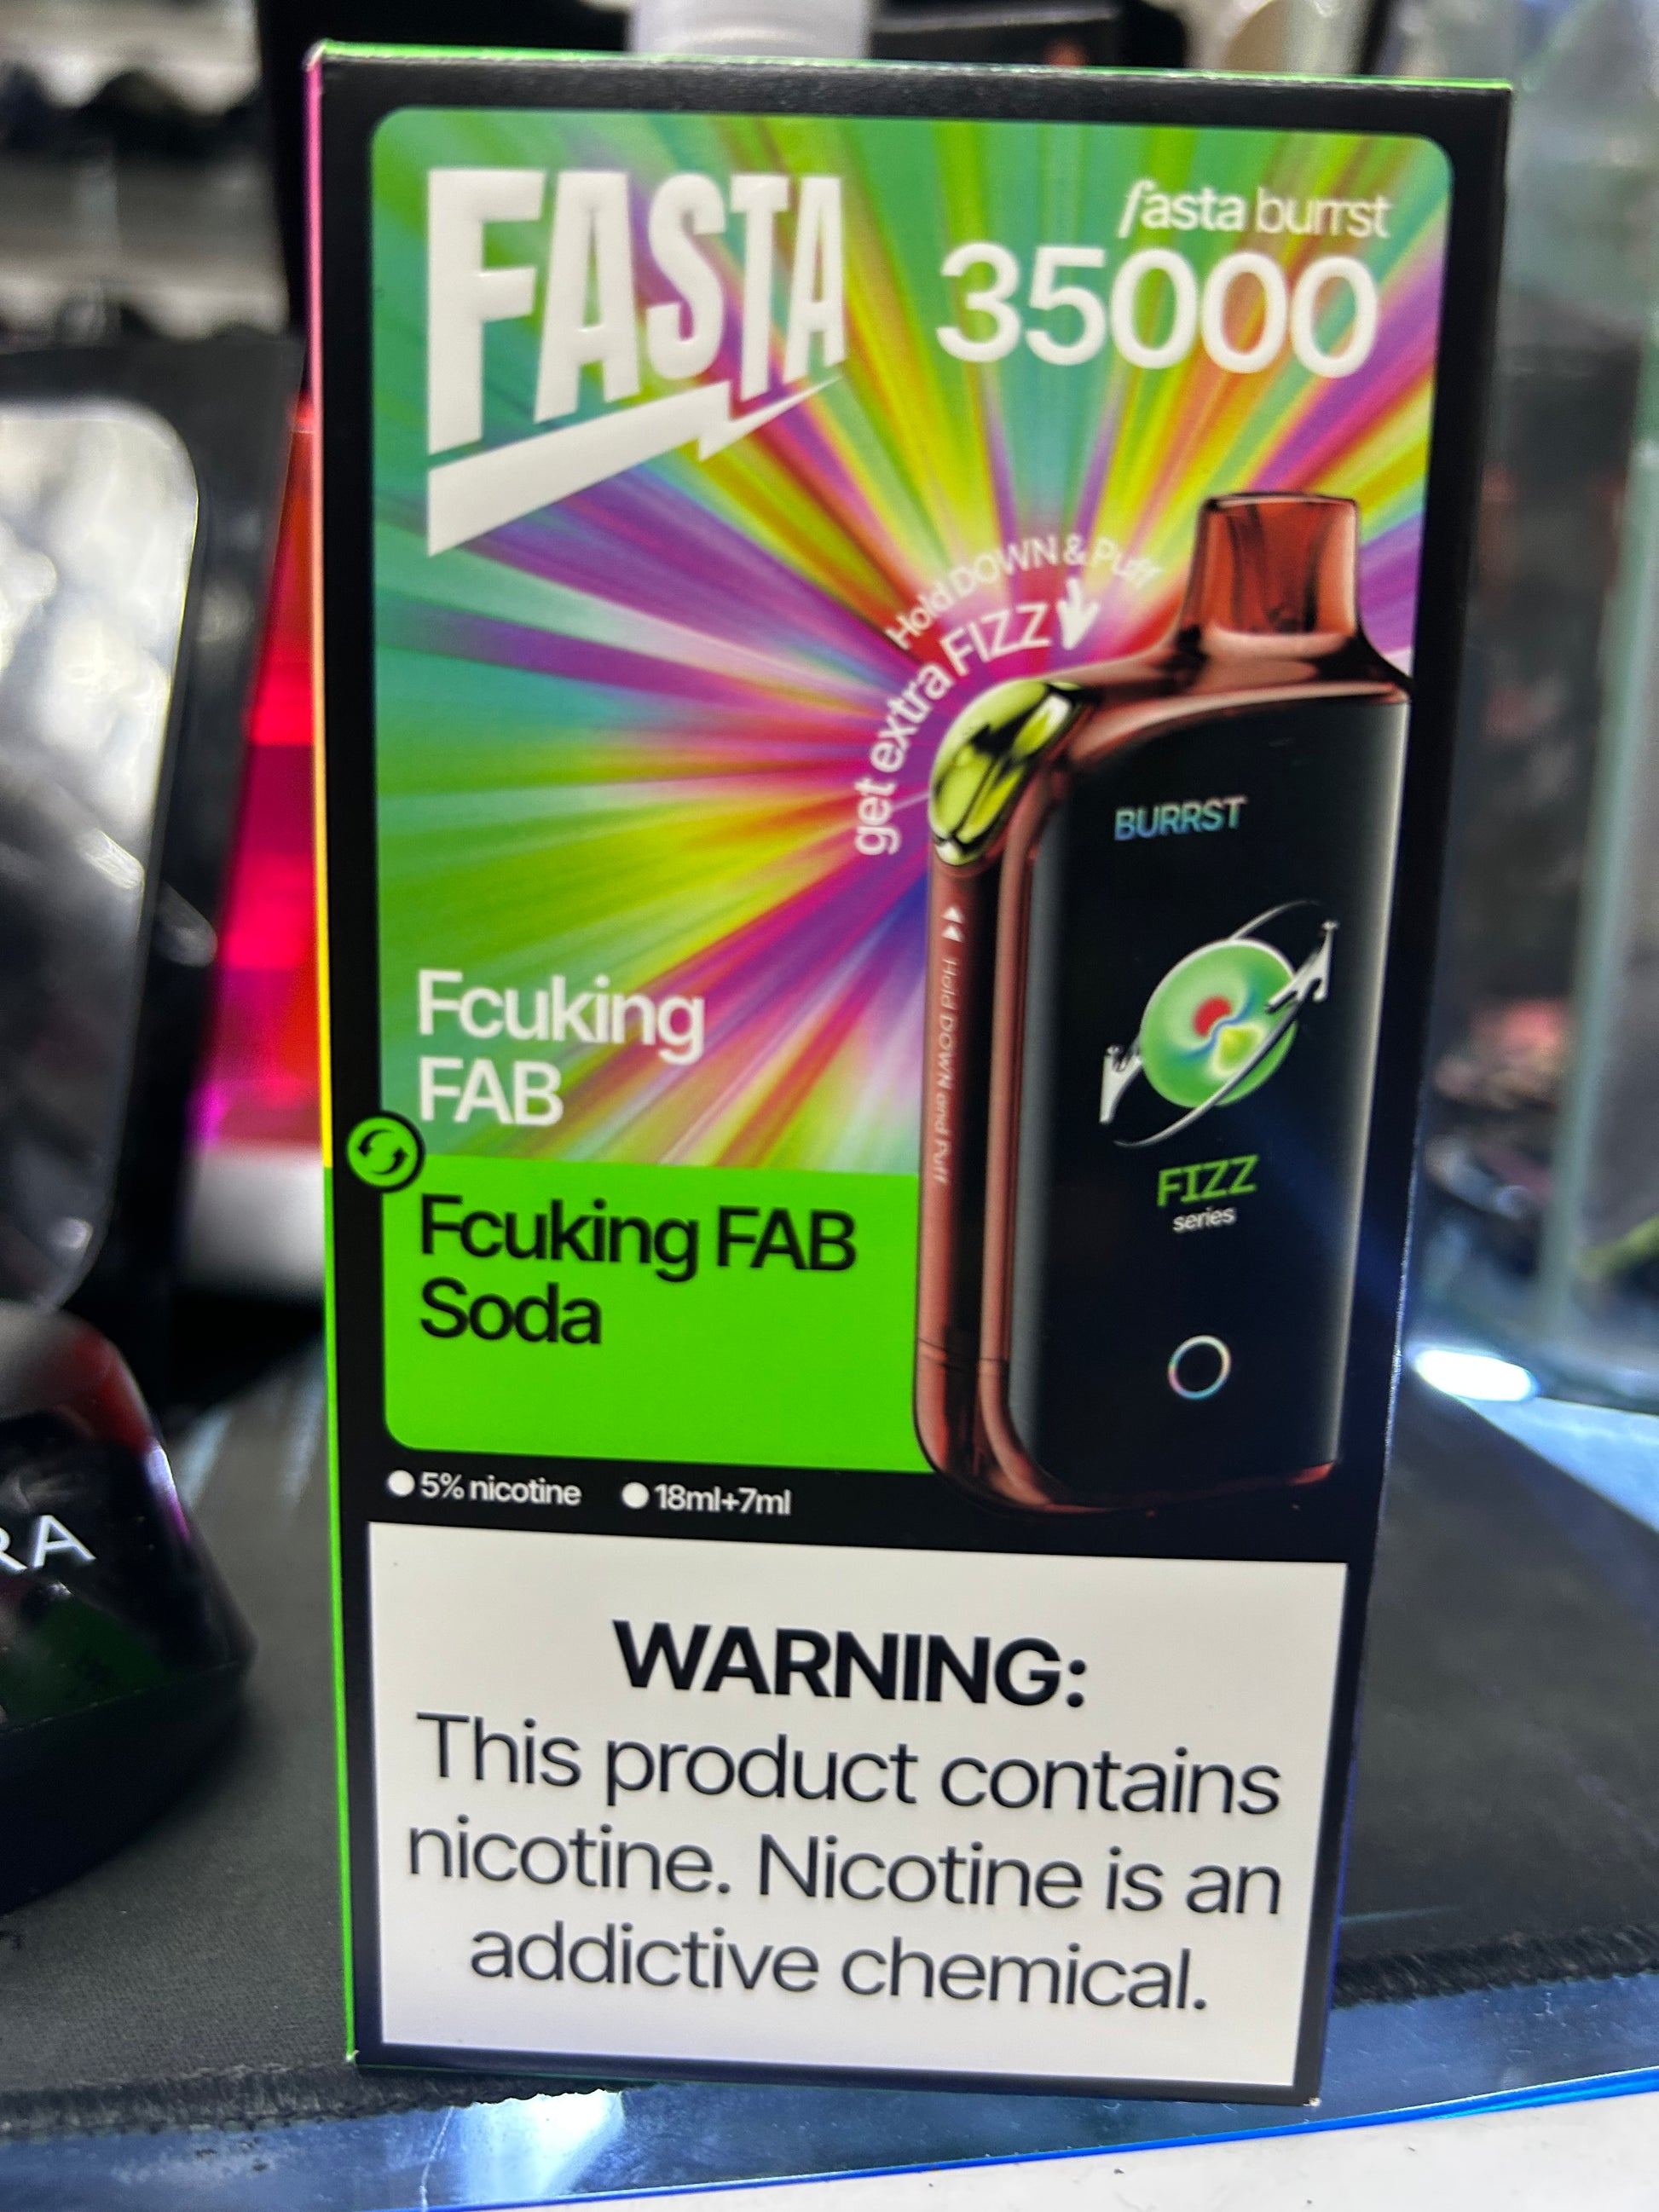 FASTA
fasta burrst
35000
Hold DOWN & Puff
get extra FIZZ
BURRST
Hold DOWN and Puff
FIZZ
series
Fcuking
FAB
Fcuking FAB
Soda
5% nicotine
18ml+7ml
WARNING:
This product contains
nicotine. Nicotine is an
addictive chemical.
RA